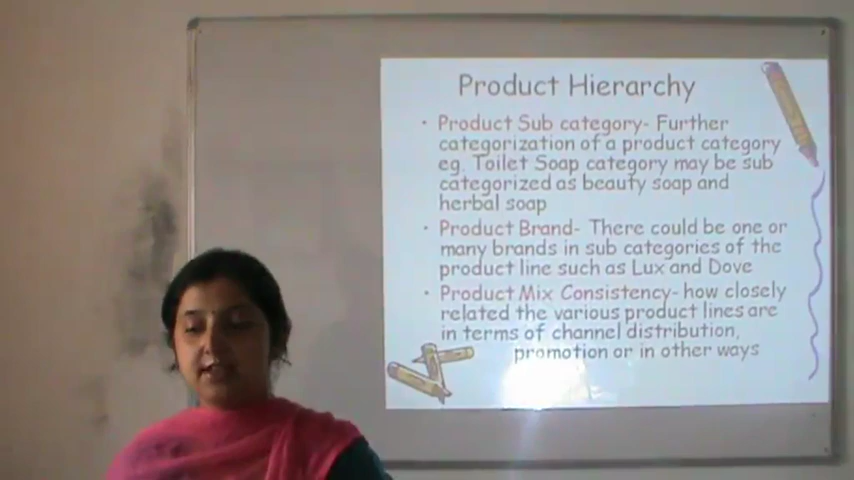 Product Hierarchy
• Product Sub category- Further
categorization of a product category
eg. Toilet Soap category may be sub
categorized as beauty soap and
herbal soap
• Product Brand- There could be one or
many brands in sub categories of the
product line such as Lux and Dove
• Product Mix Consistency- how closely
related the various product lines are
in terms of channel distribution,
promotion or in other ways